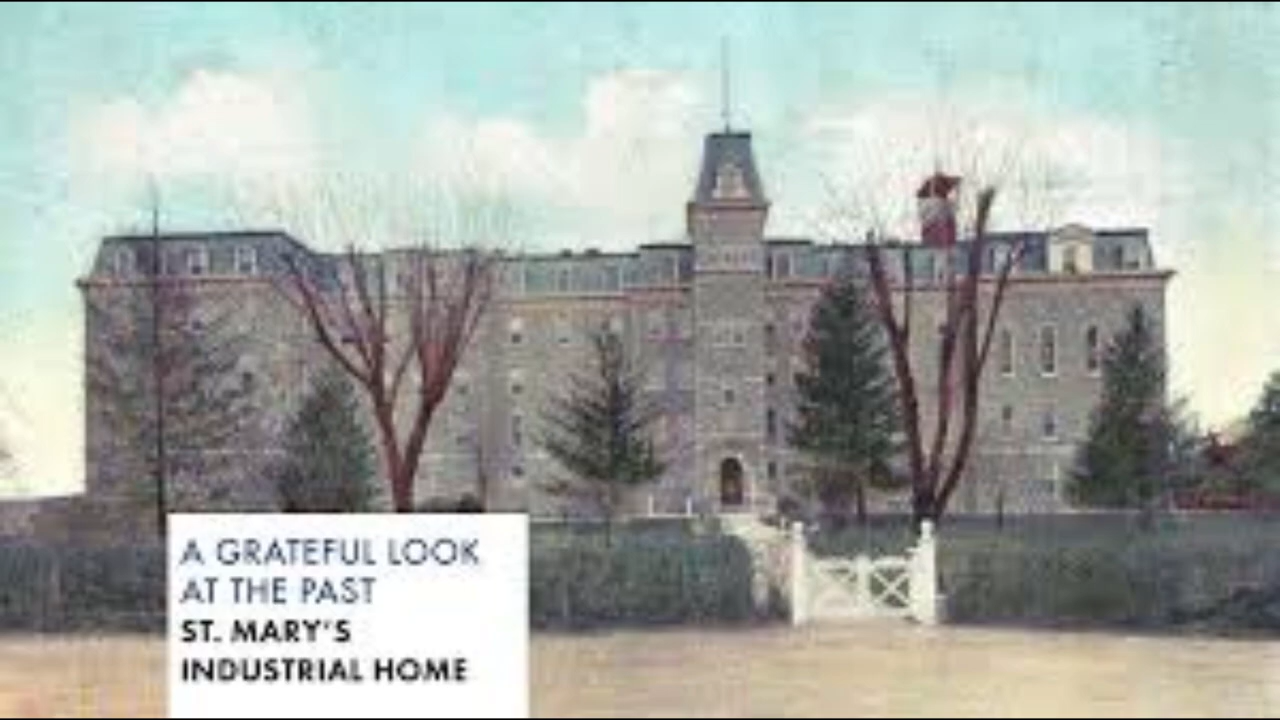 A GRATEFUL LOOK
AT THE PAST
ST. MARY'S
INDUSTRIAL HOME